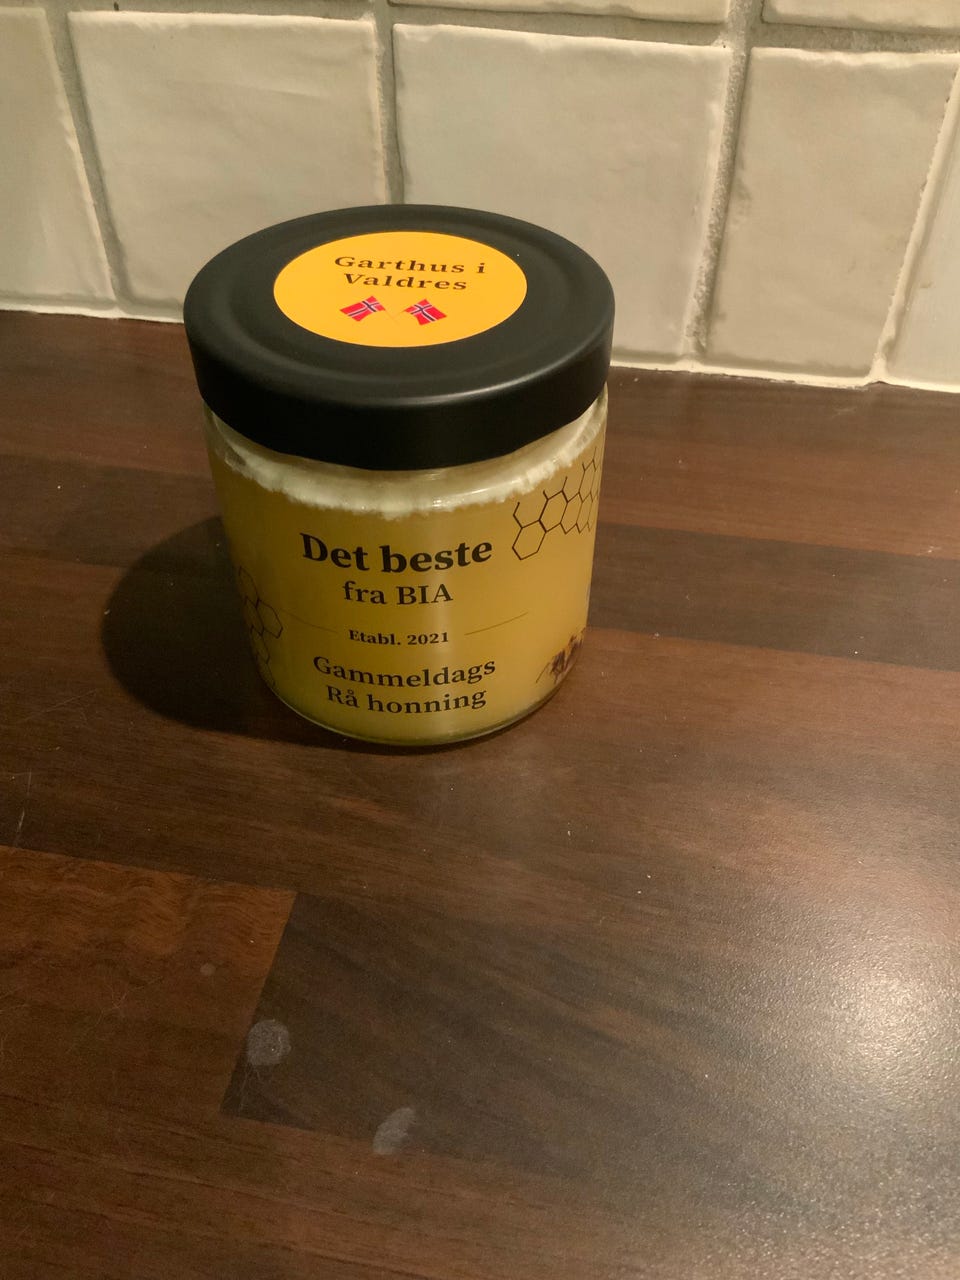 Garthus i
Valdres
Det beste
fra BIA
Etabl. 2021
Gammeldags
Rå honning